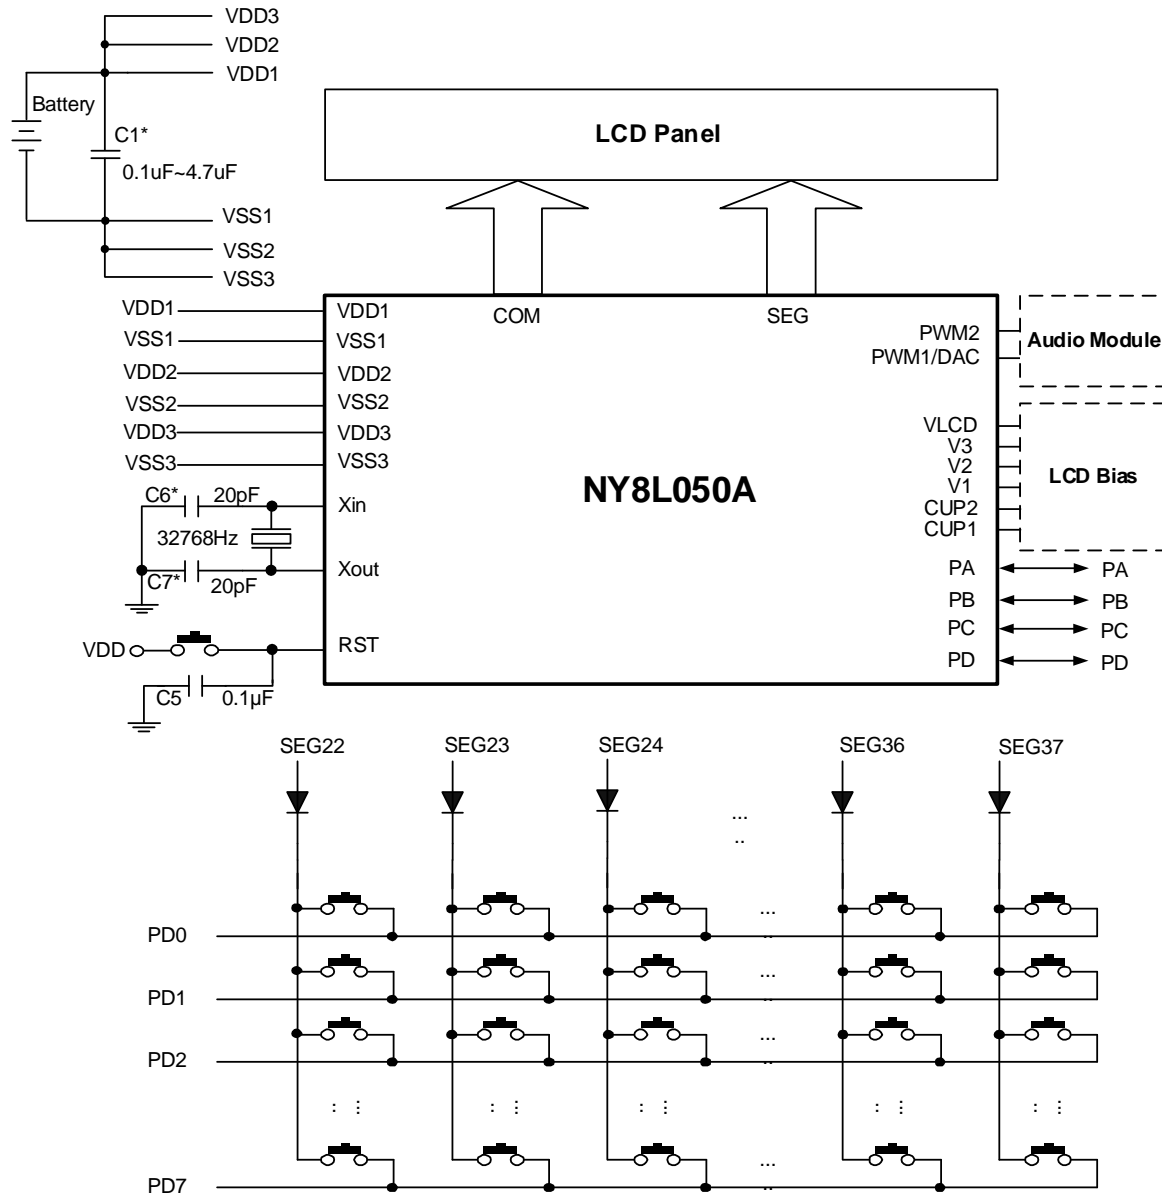 VDD3
VDD2
VDD1
Battery
C1*
0.1uF~4.7uF
VSS1
VSS2
VSS3
LCD Panel
COM
SEG
VDD1
VDD1
VSS1
VSS1
VDD2
VDD2
VSS2
VSS2
VDD3
VDD3
VSS3
VSS3
C6*
20pF
Xin
32768Hz
C7*
20pF
Xout
VDD
RST
C5
0.1µF
NY8L050A
PWM2
PWM1/DAC
Audio Module
VLCD
V3
V2
V1
CUP2
CUP1
LCD Bias
PA
PA
PB
PB
PC
PC
PD
PD
SEG22
SEG23
SEG24
SEG36
SEG37
...
..
PD0
...
..
PD1
...
PD2
...
..
: ⁝
: ⁝
: ⁝
: ⁝
: ⁝
PD7
...
..